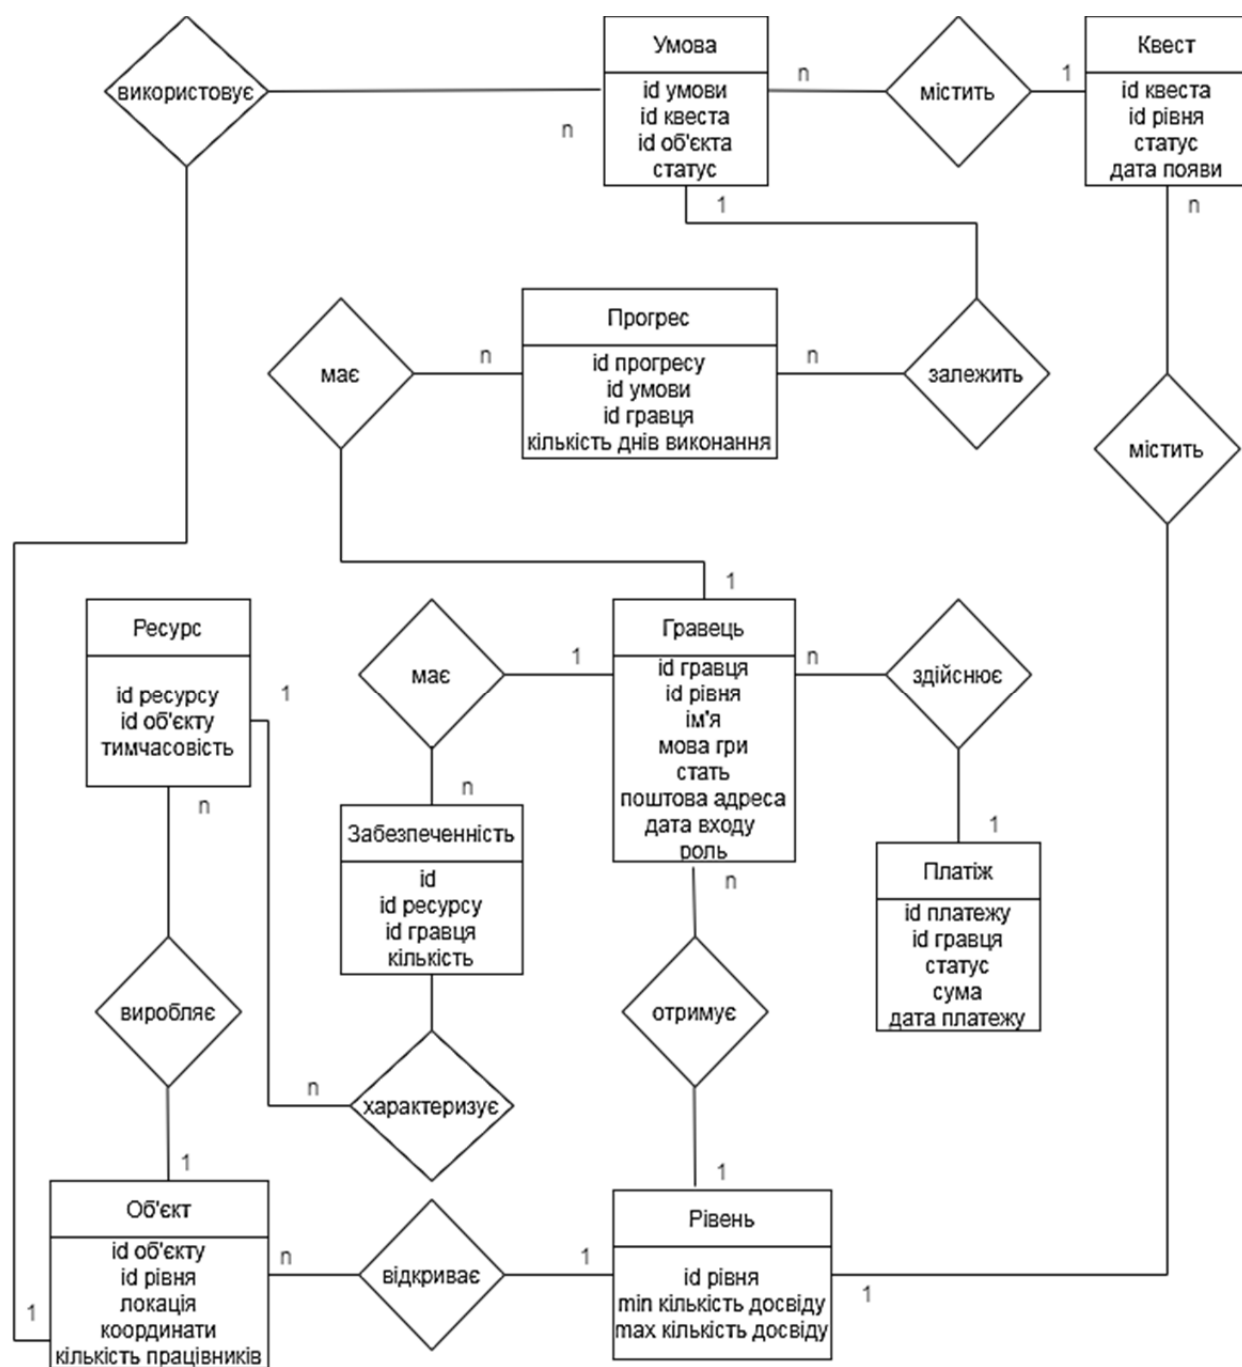 використовує
Умова
id умови
id квеста
id об'єкта
статус
n
n
містить
1
Квест
id квеста
id рівня
статус
дата появи
1
n
має
n
Прогрес
id прогресу
id умови
id гравця
кількість днів виконання
n
залежить
містить
1
Ресурс
id ресурсу
id об'єкту
тимчасовість
1
n
має
1
n
Гравець
id гравця
id рівня
ім'я
мова гри
стать
поштова адреса
дата входу
роль
n
здійснює
1
n
Забезпеченність
id
id ресурсу
id гравця
кількість
Платіж
id платежу
id гравця
статус
сума
дата платежу
виробляє
отримує
n
характеризує
1
1
Об'єкт
id об'єкту
id рівня
локація
координати
кількість працівників
1
n
відкриває
1
Рівень
id рівня
min кількість досвіду
max кількість досвіду
1